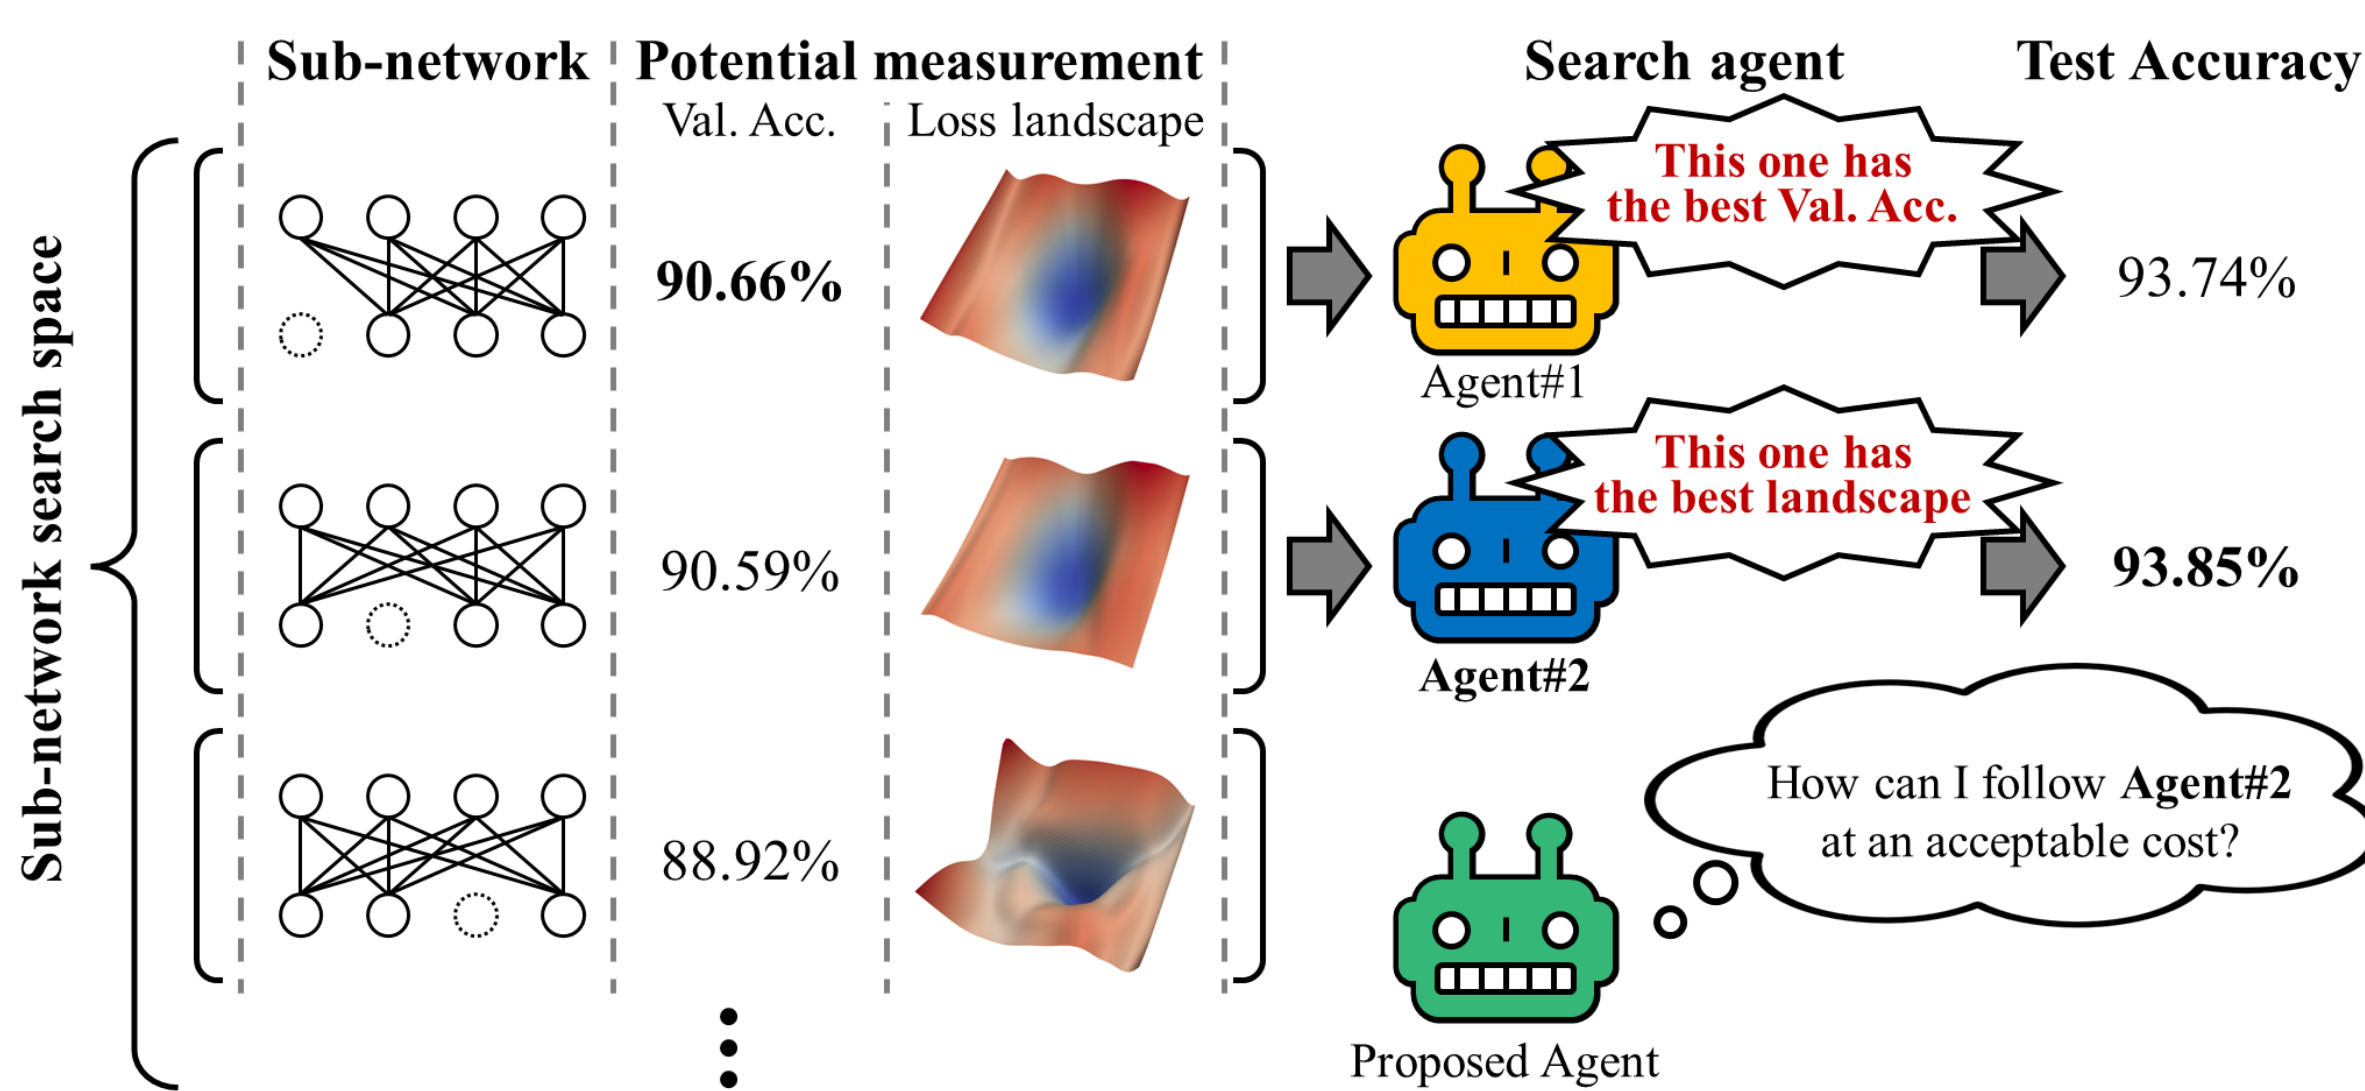 Sub-network search space
Sub-network
Potential measurement
Val. Acc.
Loss landscape
Search agent
Test Accuracy
90.66%
This one has
the best Val. Acc.
Agent#1
93.74%
90.59%
This one has
the best landscape
Agent#2
93.85%
88.92%
How can I follow Agent#2
at an acceptable cost?
Proposed Agent